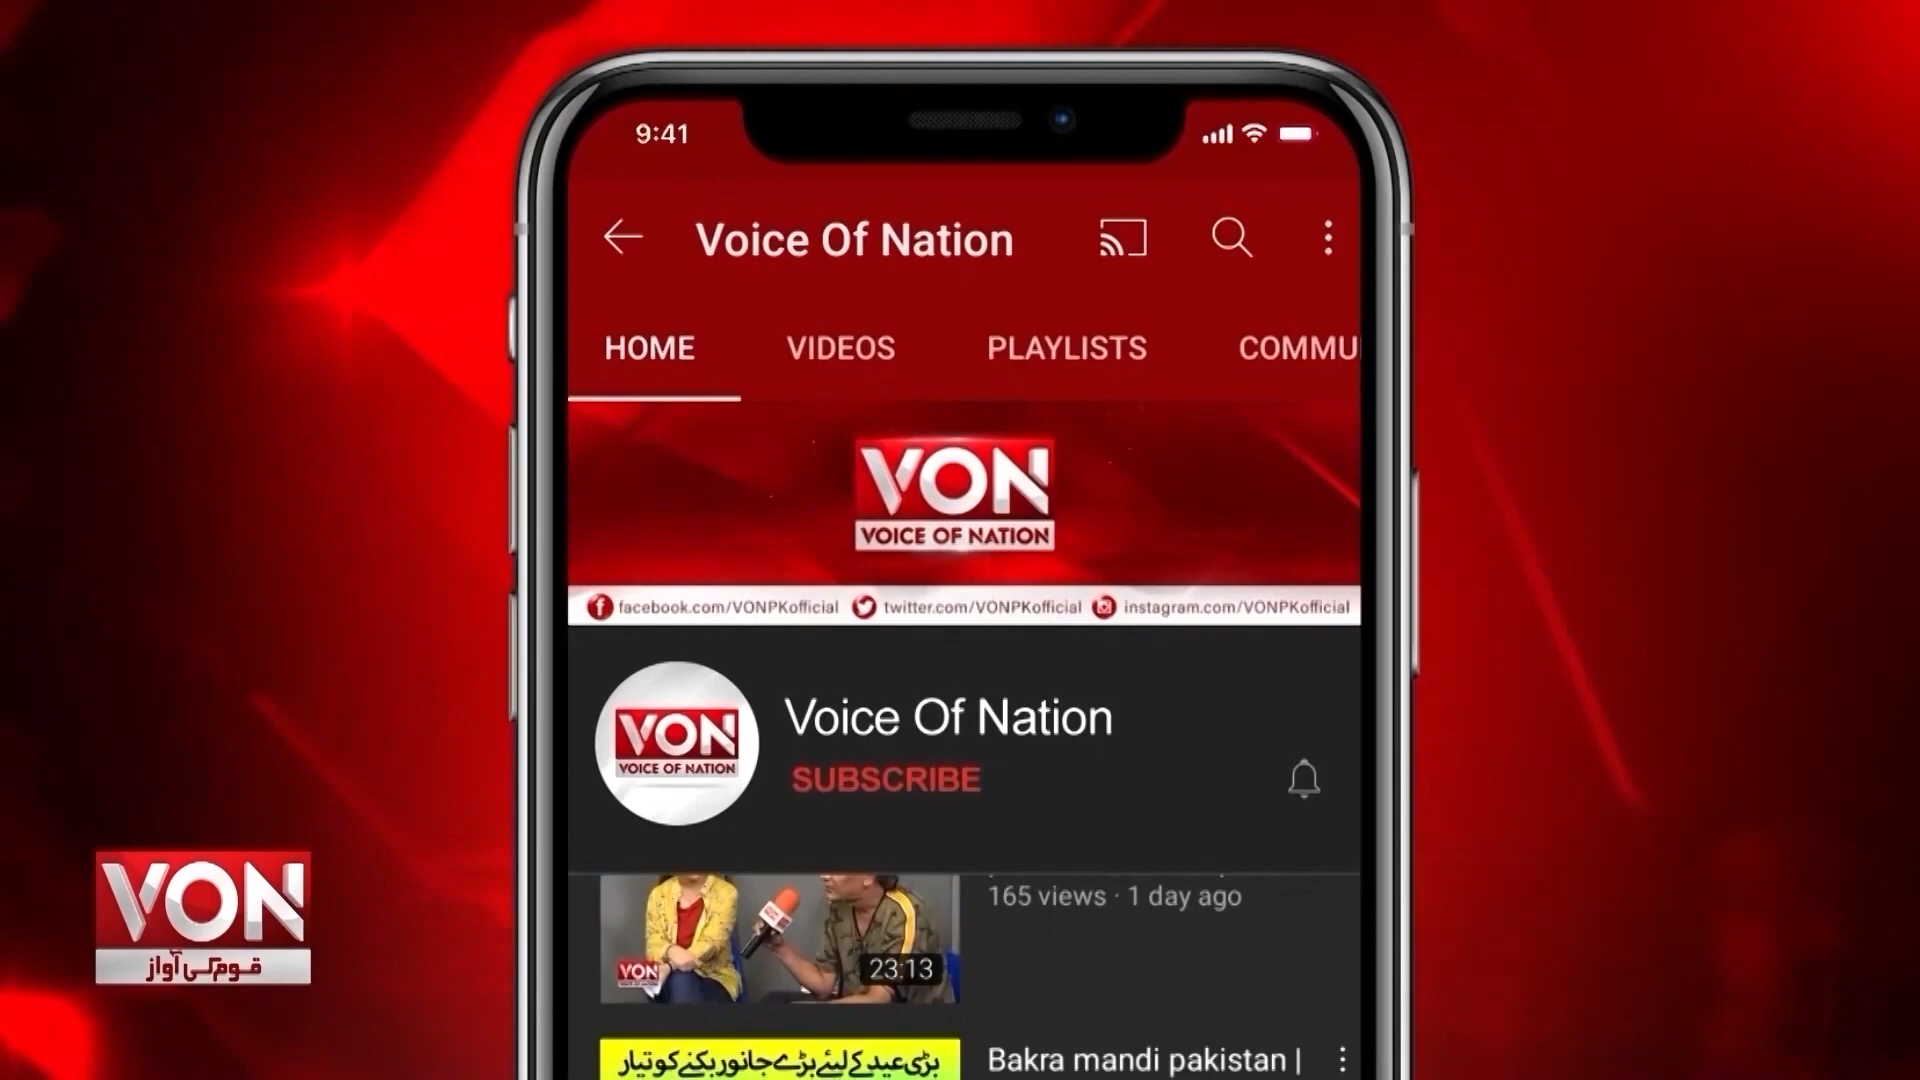 9:41
Voice Of Nation
HOME VIDEOS PLAYLISTS COMMU
VON
VOICE OF NATION
facebook.com/VONPKofficial twitter.com/VONPKofficial instagram.com/VONPKofficial
VON
VOICE OF NATION
Voice Of Nation
SUBSCRIBE
165 views · 1 day ago
VON
23:13
بڑی عید کے لیئے بڑے جانور بکنے کو تیار
Bakra mandi pakistan |
VON
قوم کی آواز